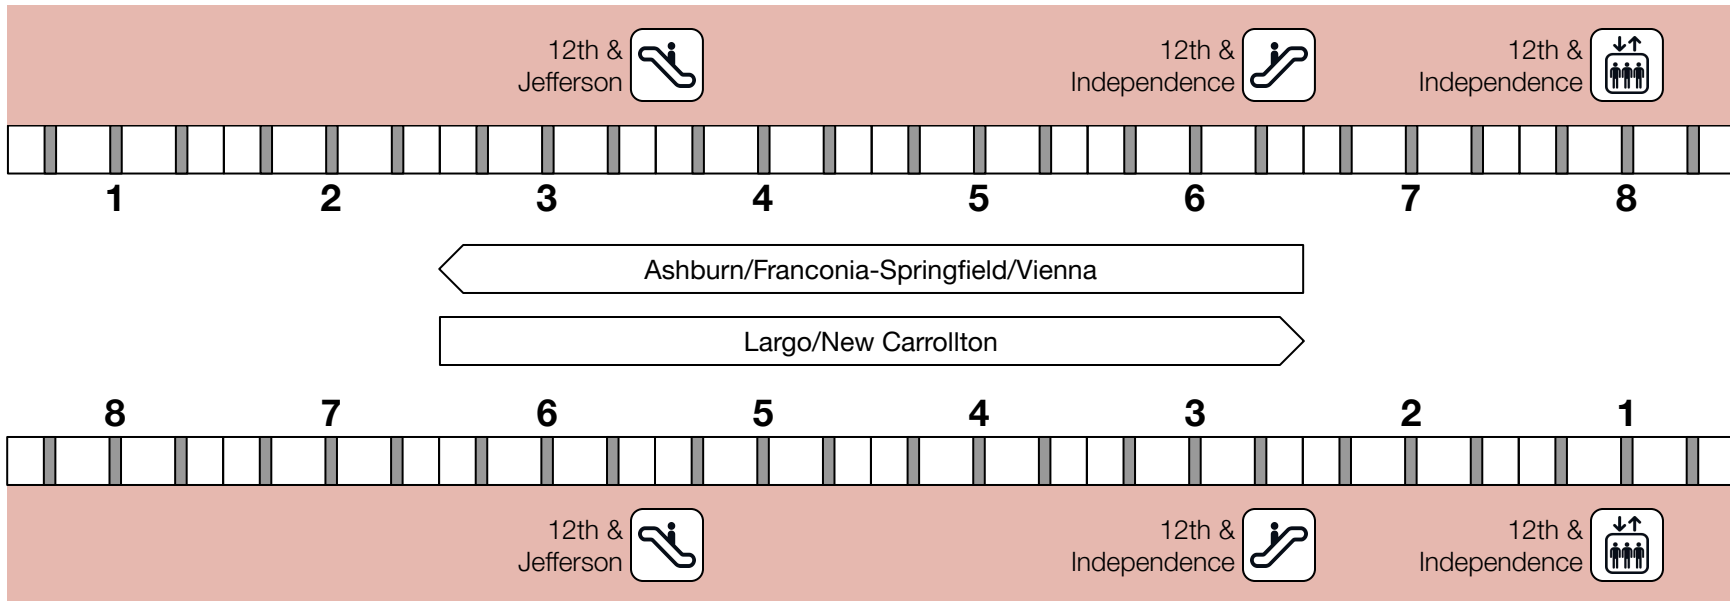 12th &
Jefferson
12th &
Independence
12th &
Independence
1 2 3 4 5 6 7 8
Ashburn/Franconia-Springfield/Vienna
Largo/New Carrollton
8 7 6 5 4 3 2 1
12th &
Jefferson
12th &
Independence
12th &
Independence